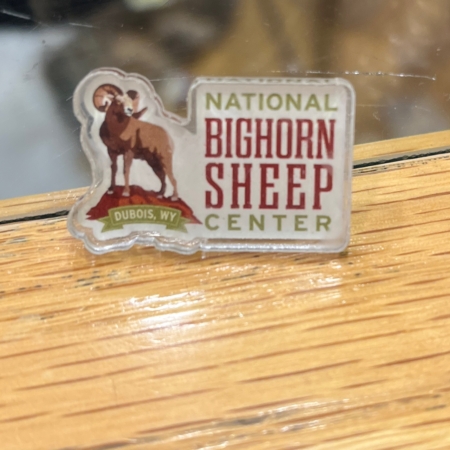 NATIONAL
BIGHORN
SHEEP
CENTER
DUBOIS, WY